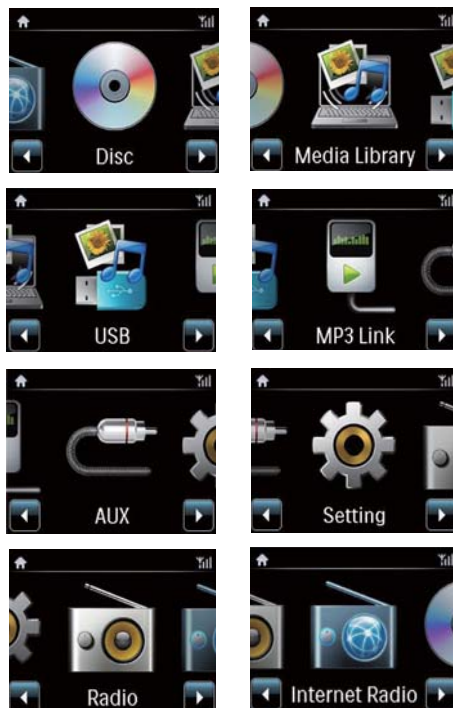 Disc
Media Library
USB
MP3 Link
AUX
Setting
Radio
Internet Radio